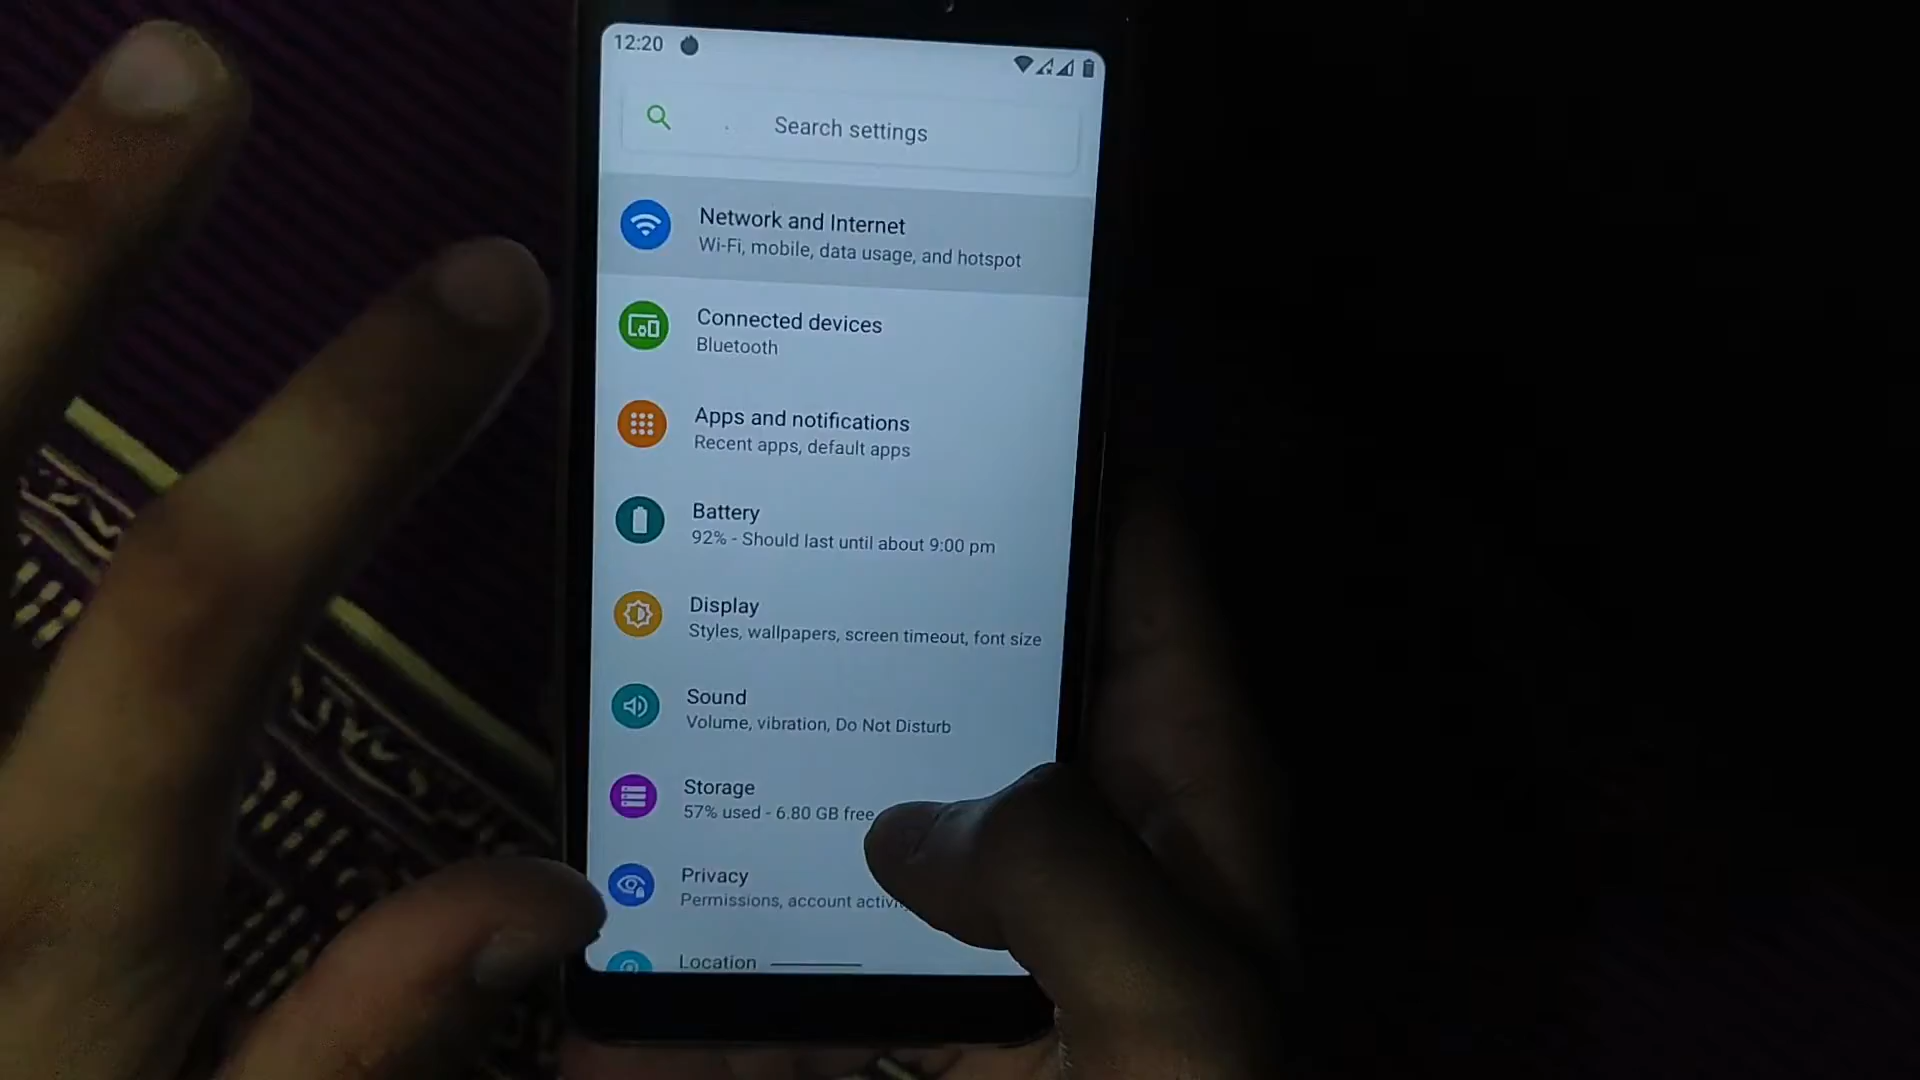 12:20
Search settings
Network and Internet
Wi-Fi, mobile, data usage, and hotspot
Connected devices
Bluetooth
Apps and notifications
Recent apps, default apps
Battery
92% - Should last until about 9:00 pm
Display
Styles, wallpapers, screen timeout, font size
Sound
Volume, vibration, Do Not Disturb
Storage
57% used - 6.80 GB free
Privacy
Permissions, account
Location